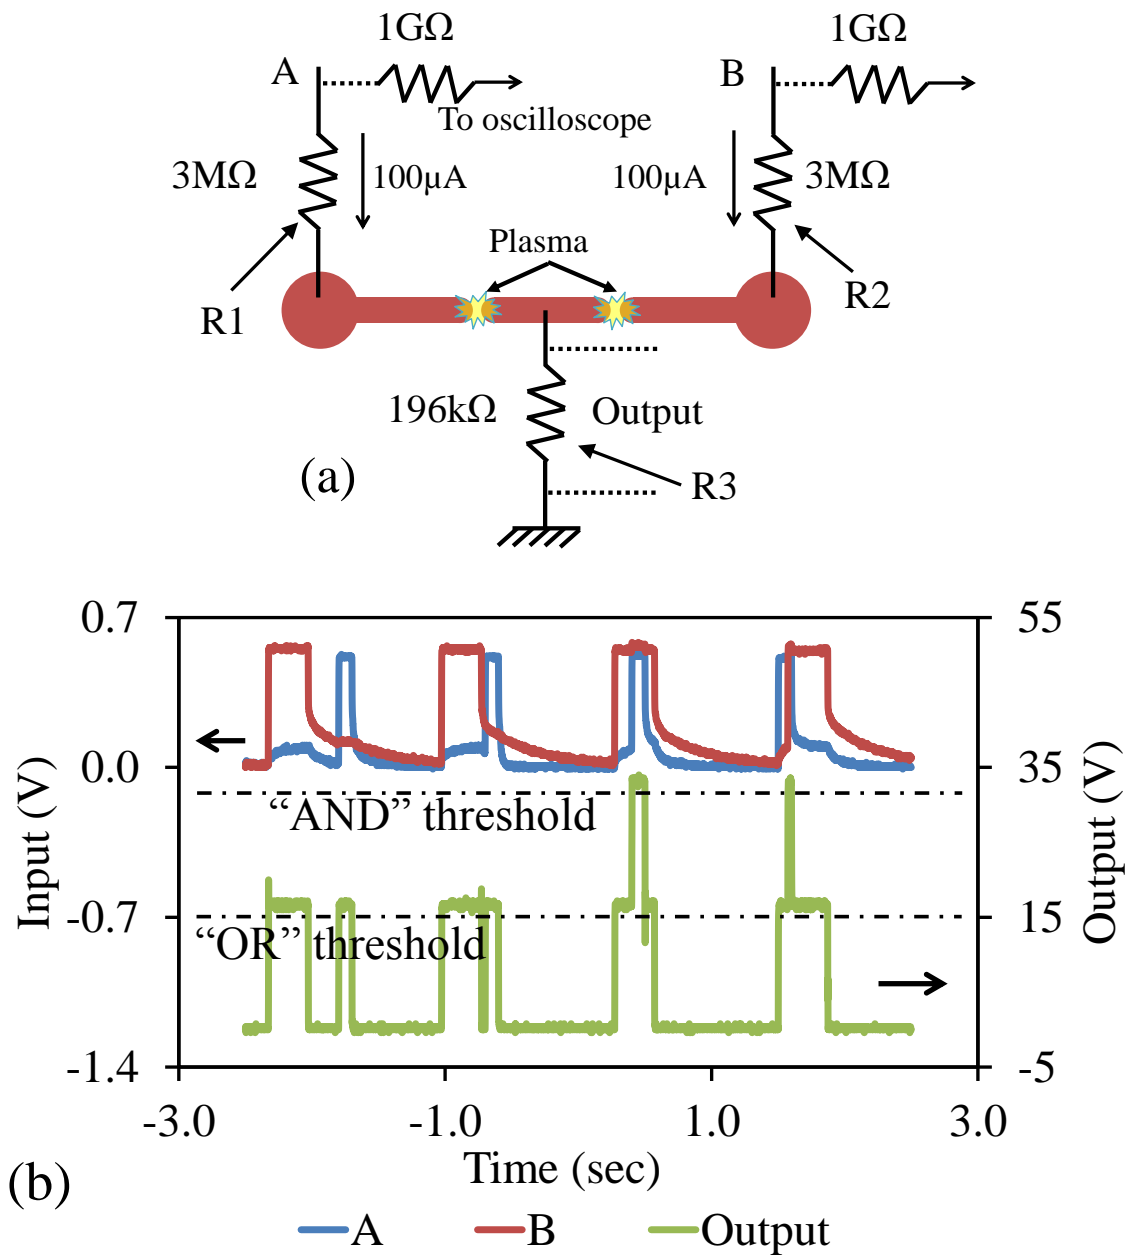 1GΩ
1GΩ
A
B
To oscilloscope
3MΩ
100µA
100µA
3MΩ
Plasma
R1
R2
196kΩ
Output
(a)
R3
0.7
55
0.0
35
"AND" threshold
Input (V)
Output (V)
-0.7
15
"OR" threshold
-1.4
-5
-3.0
-1.0
1.0
3.0
Time (sec)
(b)
A
B
Output